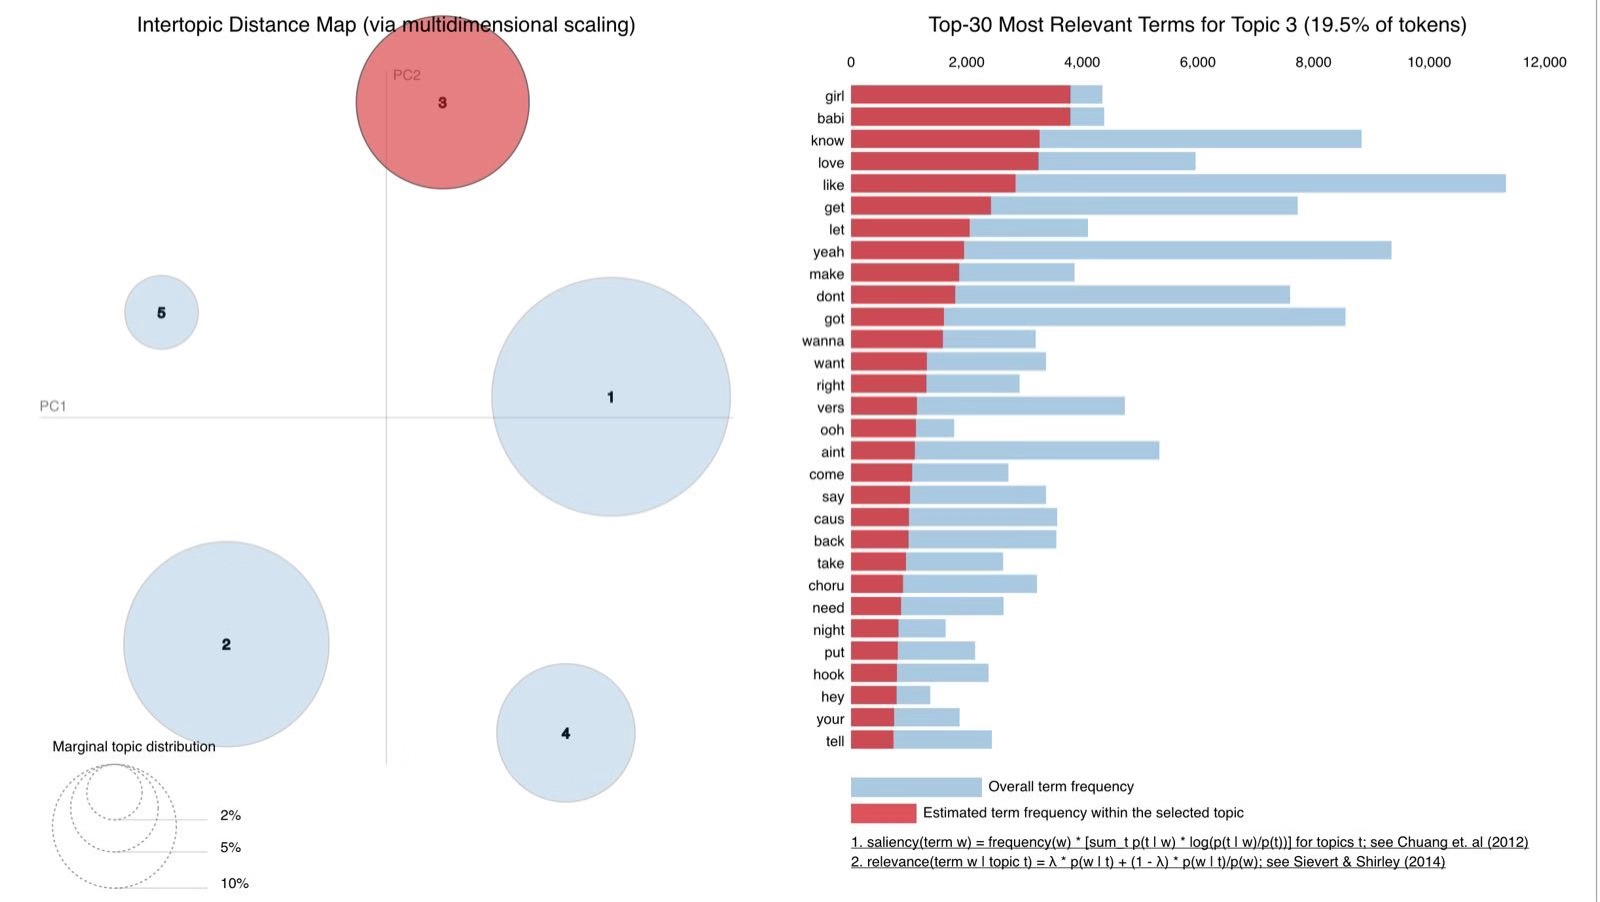 Intertopic Distance Map (via multidimensional scaling)
PC2
3
5
PC1
1
2
4
Marginal topic distribution
2%
5%
10%
Top-30 Most Relevant Terms for Topic 3 (19.5% of tokens)
0 2,000 4,000 6,000 8,000 10,000 12,000
girl
babi
know
love
like
get
let
yeah
make
dont
got
wanna
want
right
vers
ooh
aint
come
say
caus
back
take
choru
need
night
put
hook
hey
your
tell
Overall term frequency
Estimated term frequency within the selected topic
1. saliency(term w) = frequency(w) * [sum_t p(t | w) * log(p(t | w)/p(t))] for topics t; see Chuang et. al (2012)
2. relevance(term w | topic t) = λ * p(w | t) + (1 - λ) * p(w | t)/p(w); see Sievert & Shirley (2014)